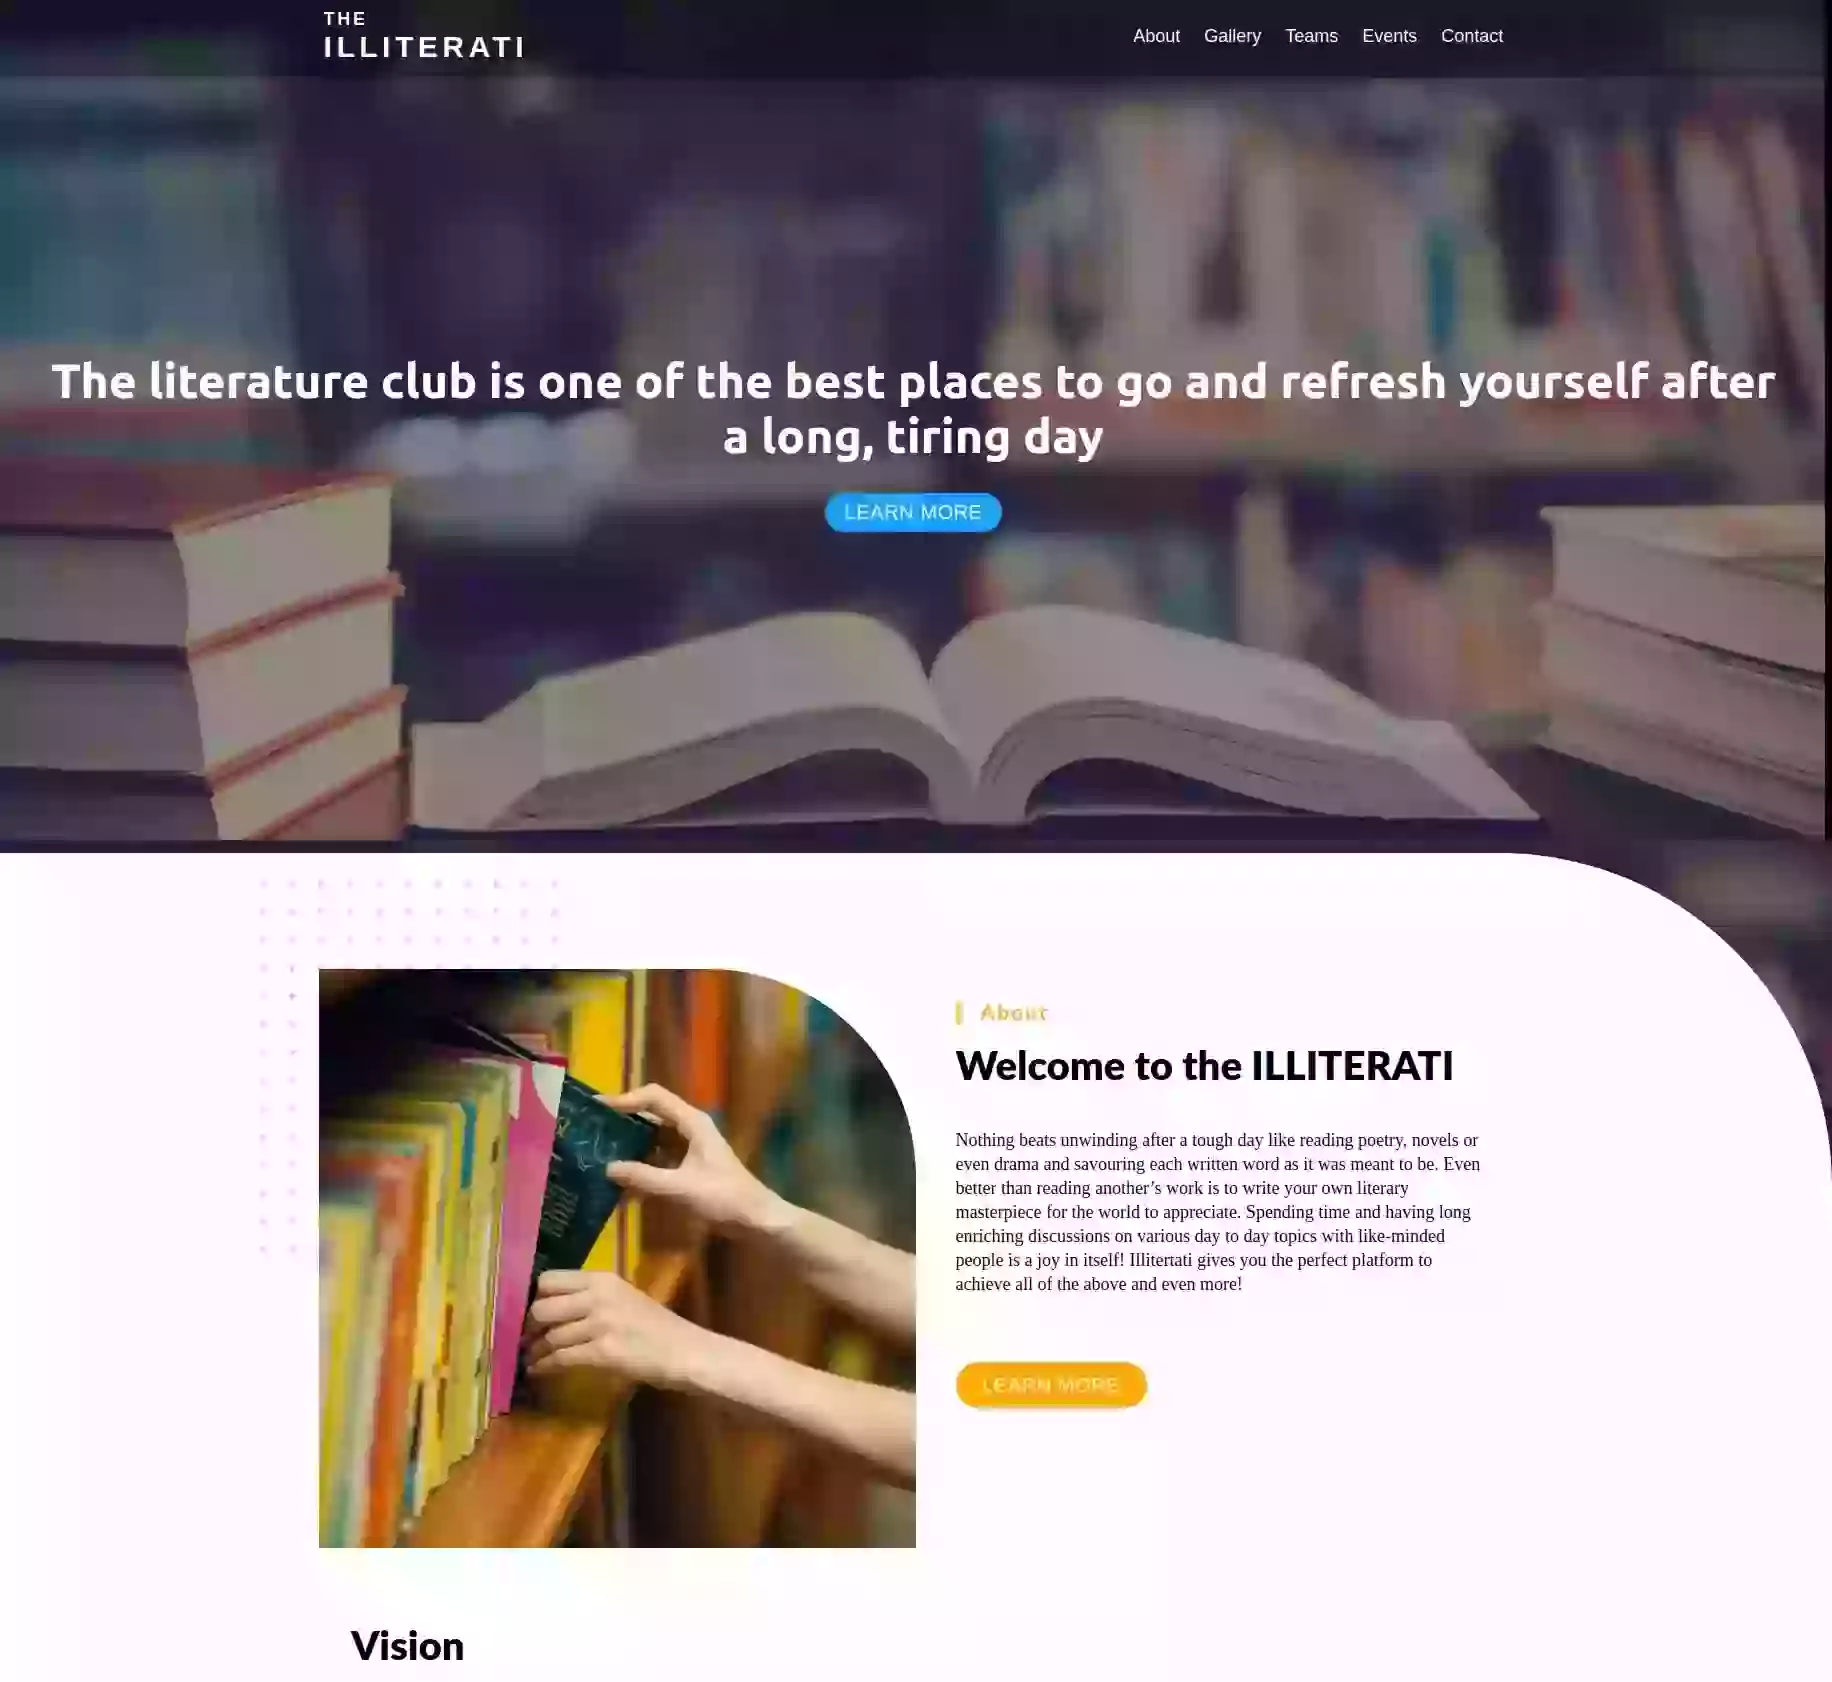 THE
ILLITERATI
About Gallery Teams Events Contact
The literature club is one of the best places to go and refresh yourself after
a long, tiring day
LEARN MORE
About
Welcome to the ILLITERATI
Nothing beats unwinding after a tough day like reading poetry, novels or
even drama and savouring each written word as it was meant to be. Even
better than reading another’s work is to write your own literary
masterpiece for the world to appreciate. Spending time and having long
enriching discussions on various day to day topics with like-minded
people is a joy in itself! Illitertati gives you the perfect platform to
achieve all of the above and even more!
LEARN MORE
Vision